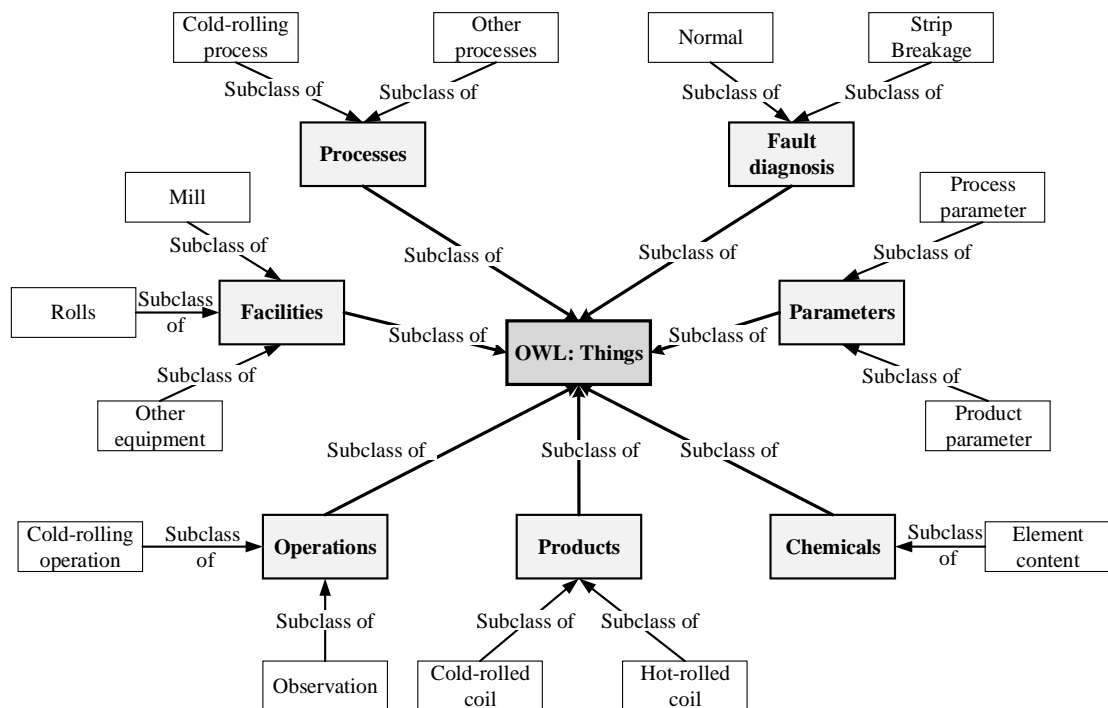 Cold-rolling
process
Other
processes
Normal
Strip
Breakage
Subclass of
Subclass of
Subclass of
Subclass of
Processes
Fault
diagnosis
Mill
Process
parameter
Subclass of
Subclass of
Subclass of
Subclass of
Rolls
Subclass
of
Facilities
Subclass of
OWL: Things
Subclass of
Parameters
Subclass of
Subclass of
Other
equipment
Product
parameter
Subclass of
Subclass of
Subclass of
Cold-rolling
operation
Subclass
of
Operations
Products
Chemicals
Subclass
of
Element
content
Subclass of
Subclass of
Subclass of
Observation
Cold-rolled
coil
Hot-rolled
coil